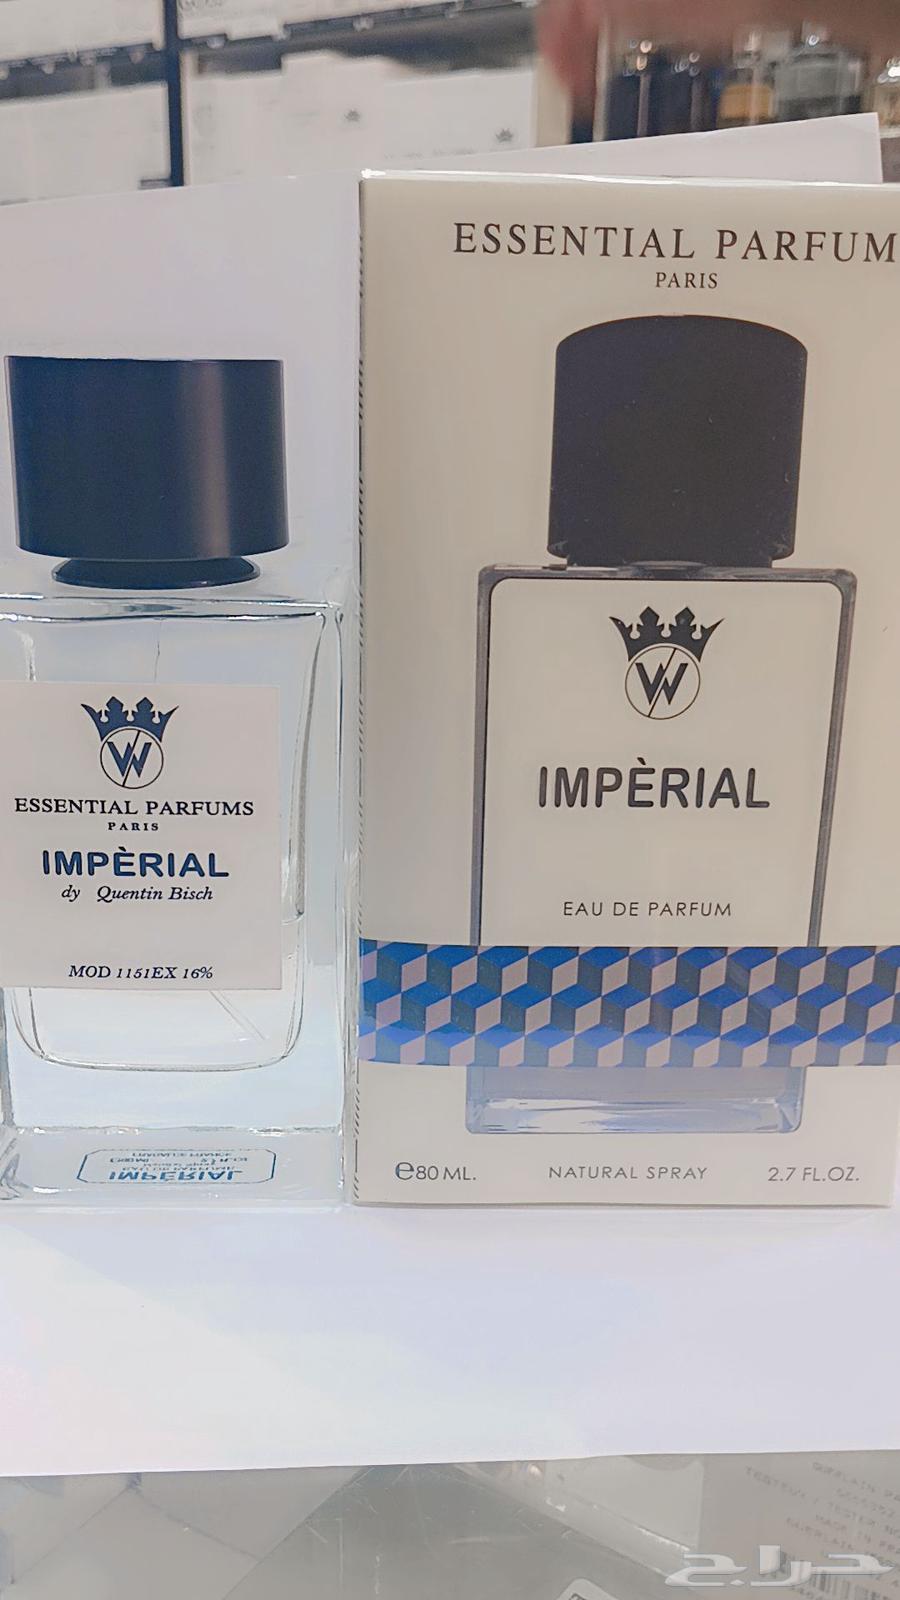 ESSENTIAL PARFUM
PARIS
W
IMPÈRIAL
EAU DE PARFUM
e80 ML.
NATURAL SPRAY
2.7 FL.OZ.
W
ESSENTIAL PARFUMS
PARIS
IMPÈRIAL
dy Quentin Bisch
MOD 1151EX 16%
IMPÈRIAL
حراج